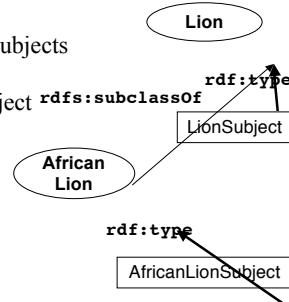 Lion
ubjects
rdf:type
ject rdfs:subclassOf
LionSubject
African
Lion
rdf:type
AfricanLionSubject